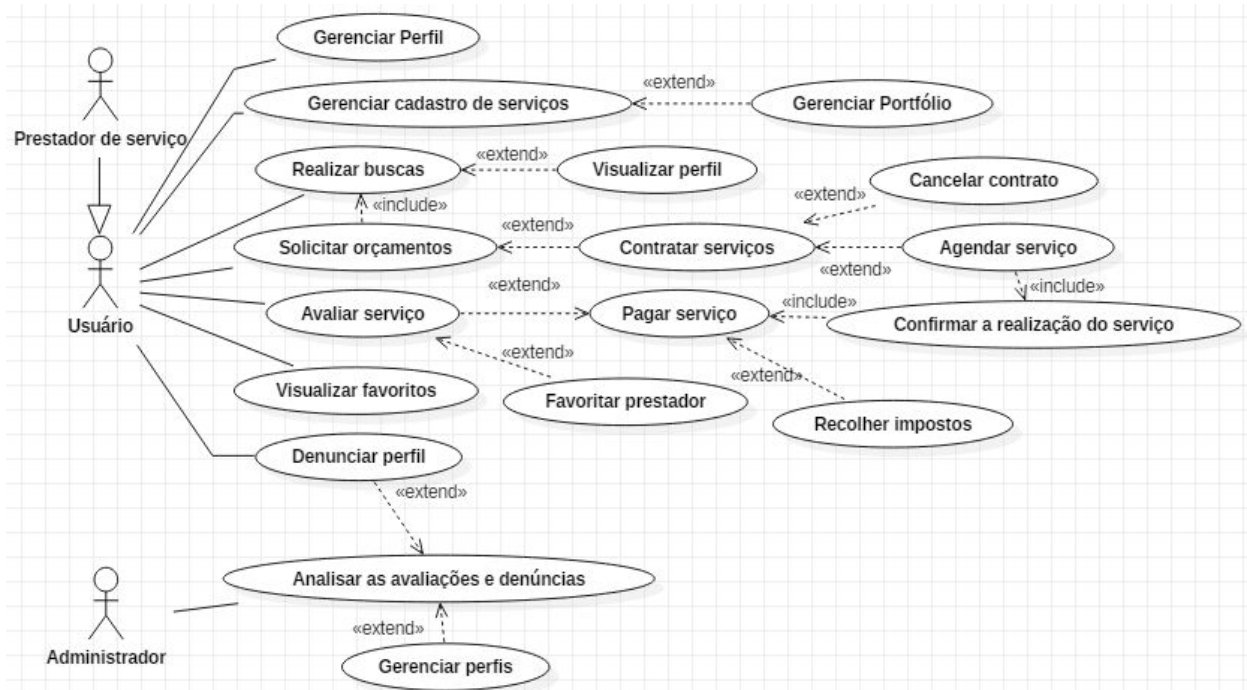 Gerenciar Perfil
«extend»
Gerenciar cadastro de serviços
Gerenciar Portfólio
Prestador de serviço
«extend»
Realizar buscas
Visualizar perfil
Cancelar contrato
«extend»
«include»
Solicitar orçamentos
Contratar serviços
Agendar serviço
«extend»
«extend»
«extend»
«include»
«include»
Avaliar serviço
Pagar serviço
Confirmar a realização do serviço
Usuário
«extend»
«extend»
Visualizar favoritos
Favoritar prestador
Recolher impostos
Denunciar perfil
«extend»
Analisar as avaliações e denúncias
«extend»
Administrador
Gerenciar perfis